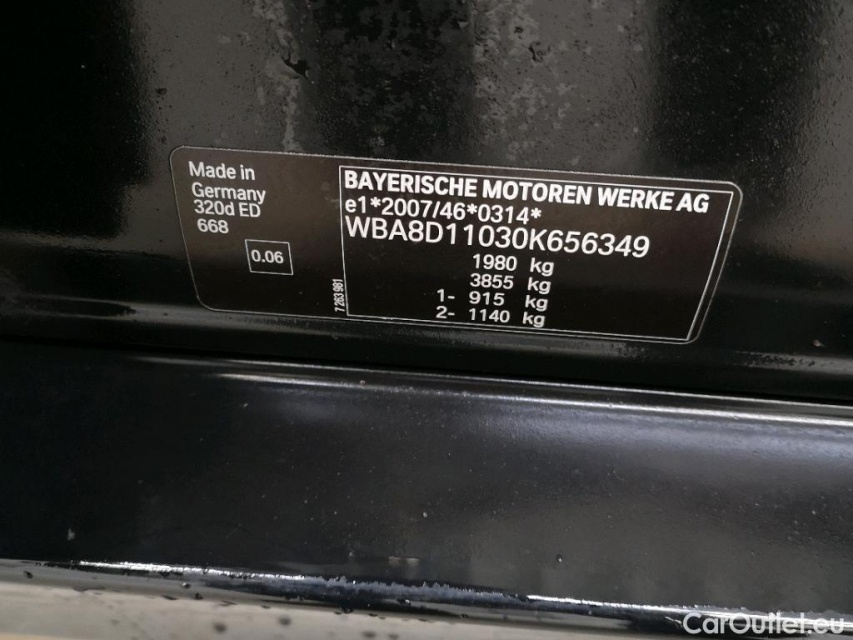 Made in
Germany
320d ED
668
0.06
7 263 981
BAYERISCHE MOTOREN WERKE AG
e1*2007/46*0314*
WBA8D11030K656349
1980 kg
3855 kg
1- 915 kg
2- 1140 kg
CarOutlet.eu